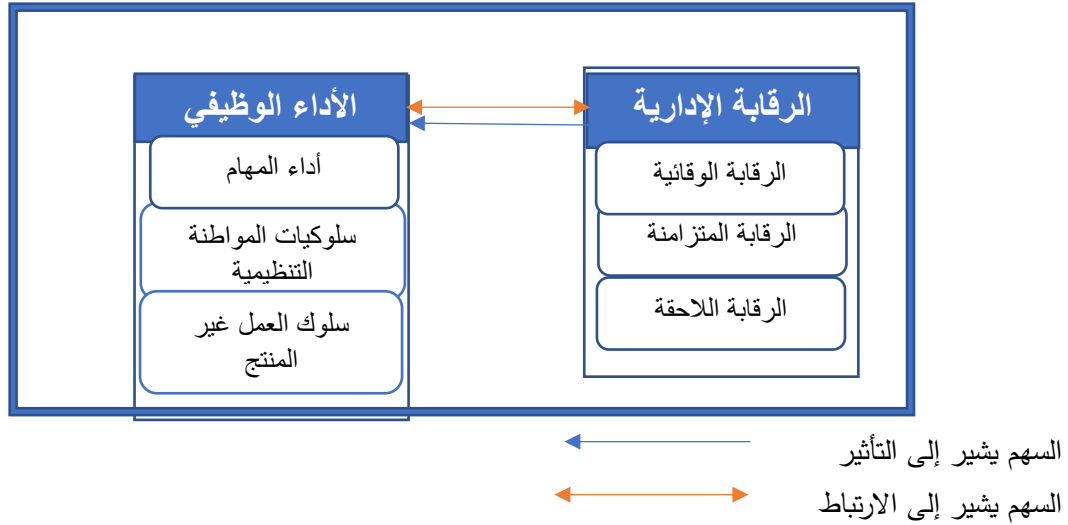 الرقابة الإدارية
الرقابة الوقائية
الرقابة المتزامنة
الرقابة اللاحقة
الأداء الوظيفي
أداء المهام
سلوكيات المواطنة
التنظيمية
سلوك العمل غير
المنتج
السهم يشير إلى التأثير
السهم يشير إلى الارتباط